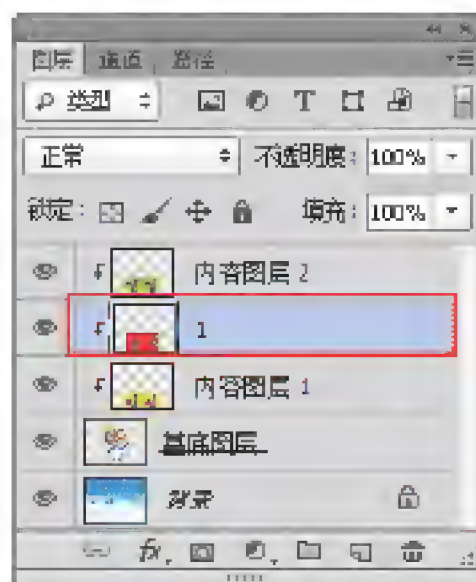 图层 通道 路径
类型
正常 不透明度: 100%
锁定: 填充: 100%
内容图层 2
1
内容图层 1
基底图层
背景
fx